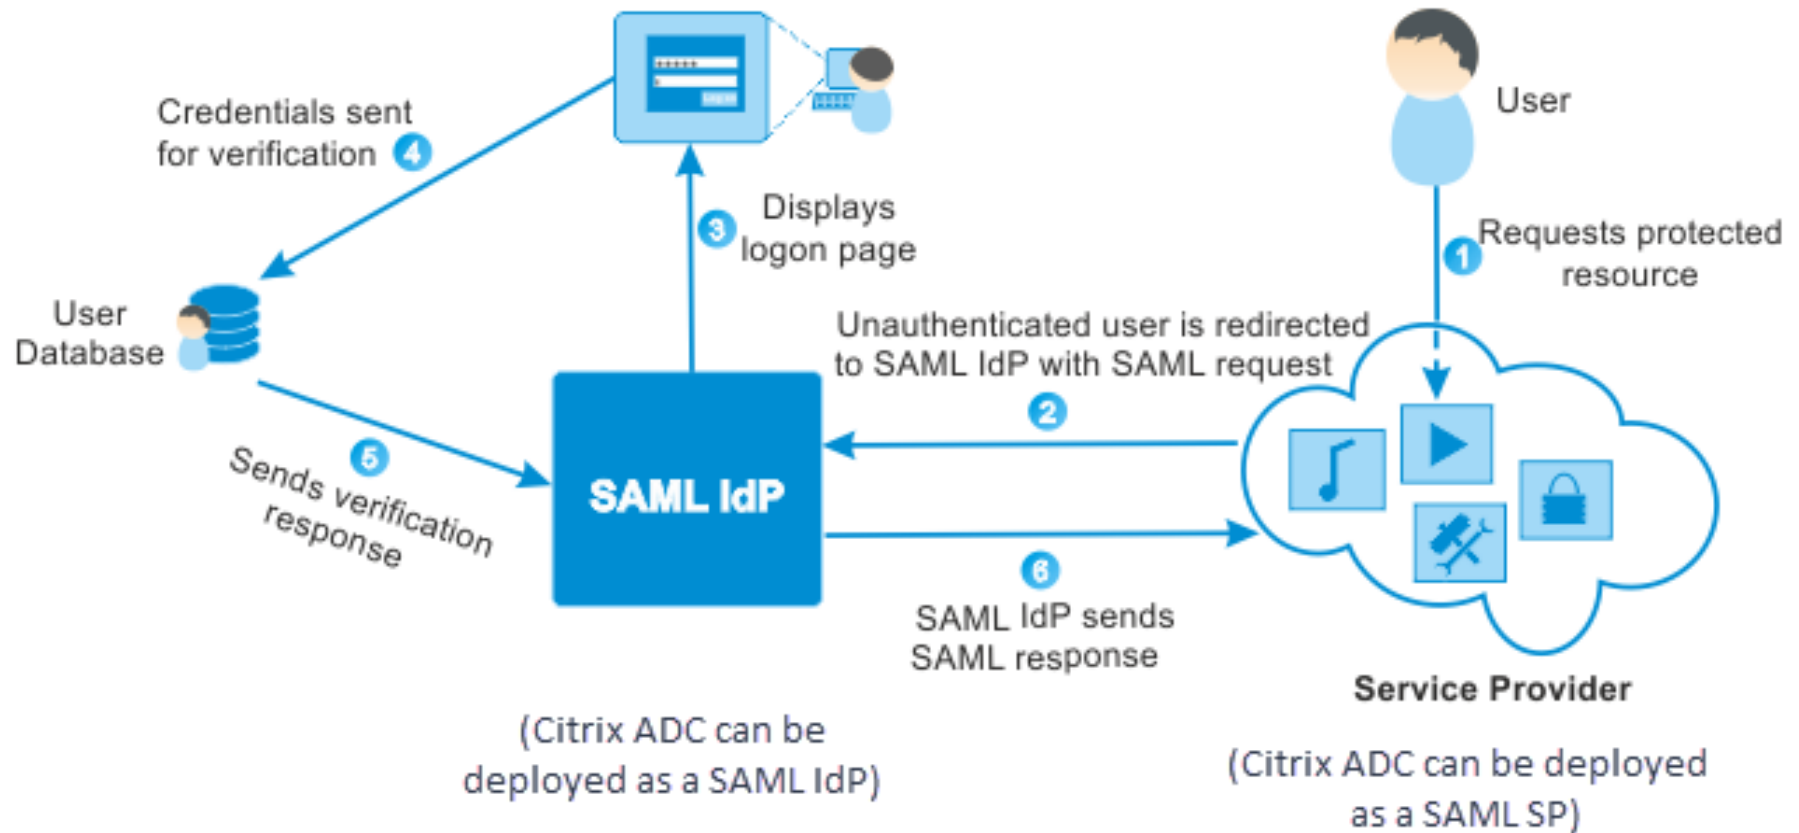 User
1
Requests protected
resource
Unauthenticated user is redirected
to SAML IdP with SAML request
2
3
Displays
logon page
Credentials sent
for verification
4
User
Database
5
Sends verification
response
SAML IdP
6
SAML IdP sends
SAML response
Service Provider
(Citrix ADC can be
deployed as a SAML IdP)
(Citrix ADC can be deployed
as a SAML SP)